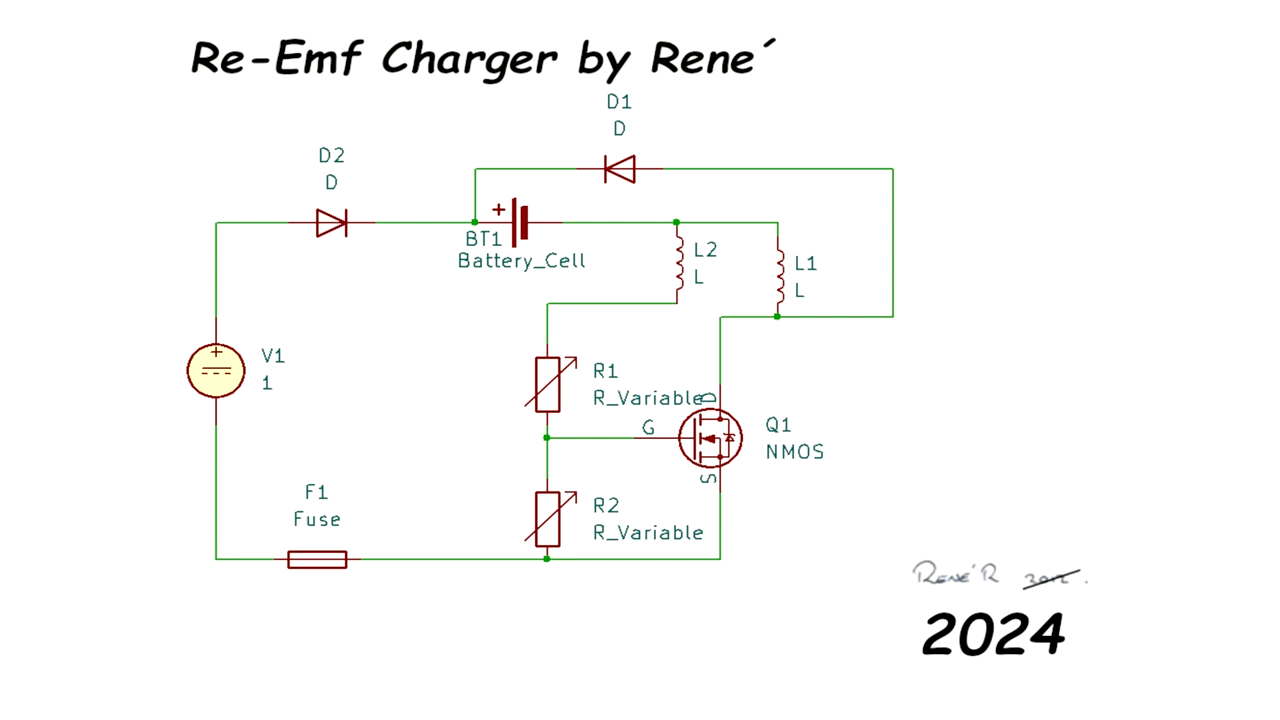 Re-Emf Charger by Rene´
D1
D
D2
D
+
BT1
Battery_Cell
L2
L
L1
L
V1
1
R1
R_Variable
D
G
S
Q1
NMOS
F1
Fuse
R2
R_Variable
Rene´R
2024